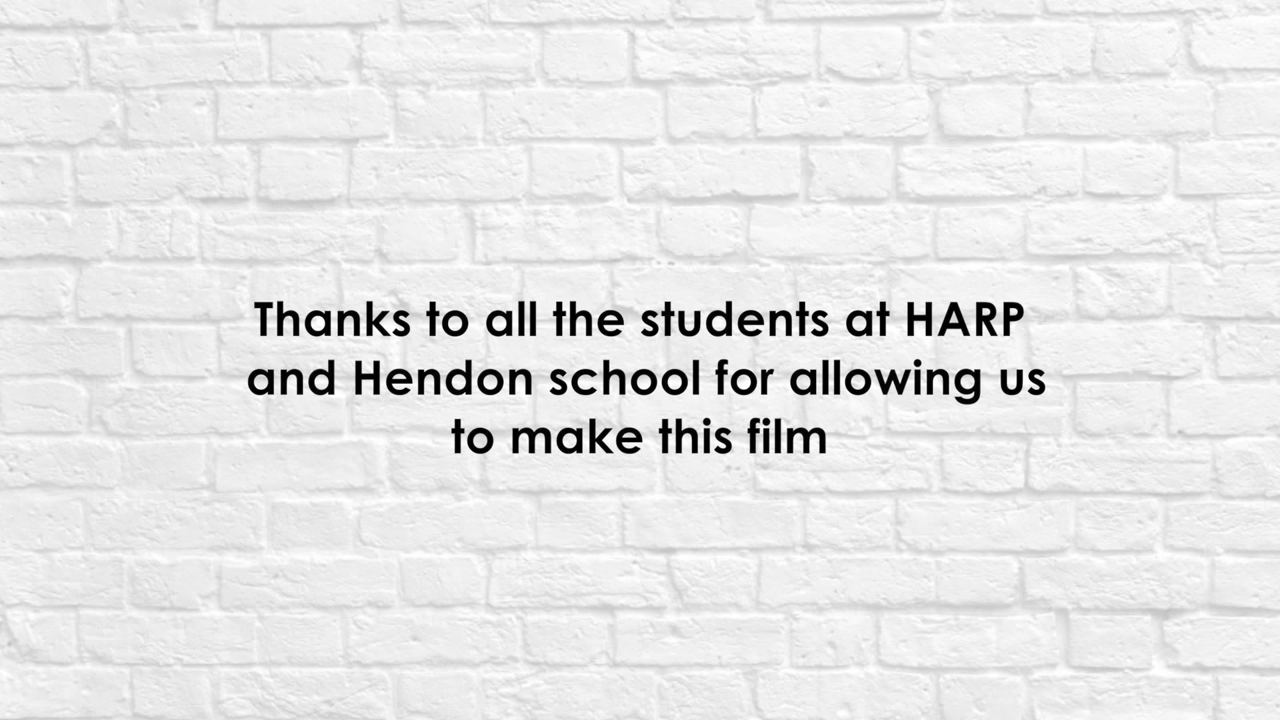 Thanks to all the students at HARP
and Hendon school for allowing us
to make this film